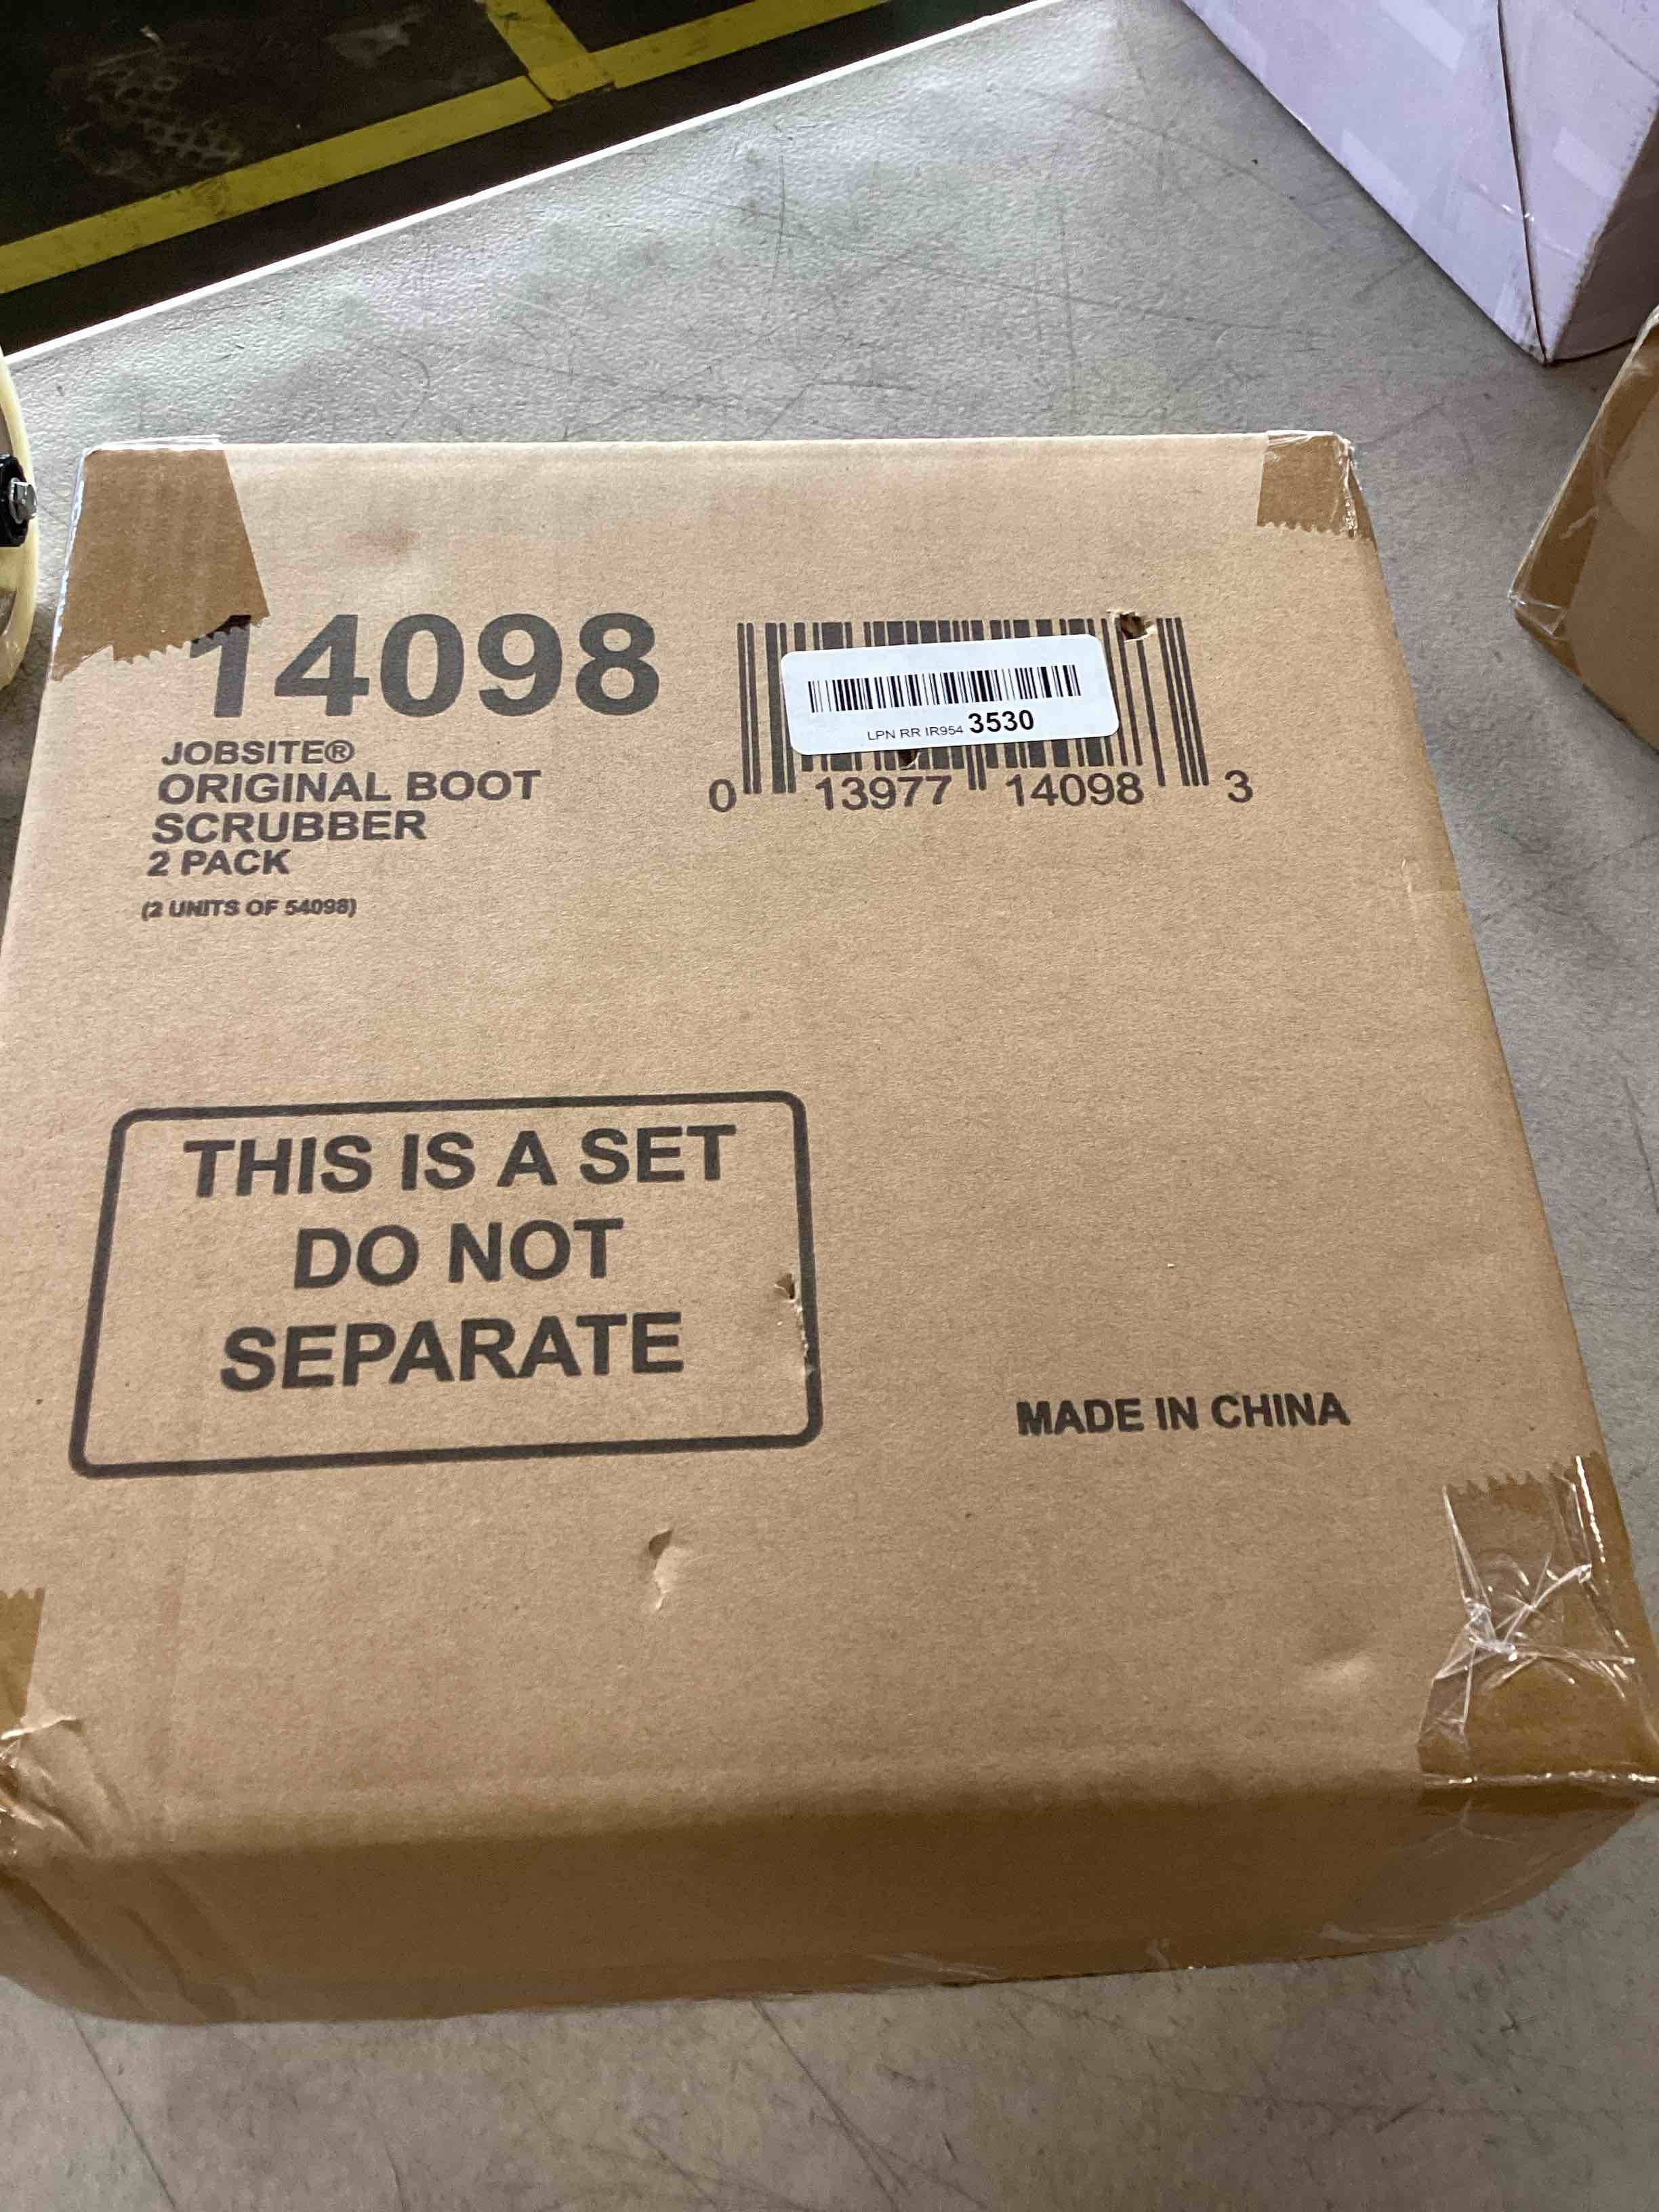 14098
JOBSITE®
ORIGINAL BOOT
SCRUBBER
2 PACK
(2 UNITS OF 54098)
LPN RR IR954 3530
0 13977 14098 3
THIS IS A SET
DO NOT
SEPARATE
MADE IN CHINA